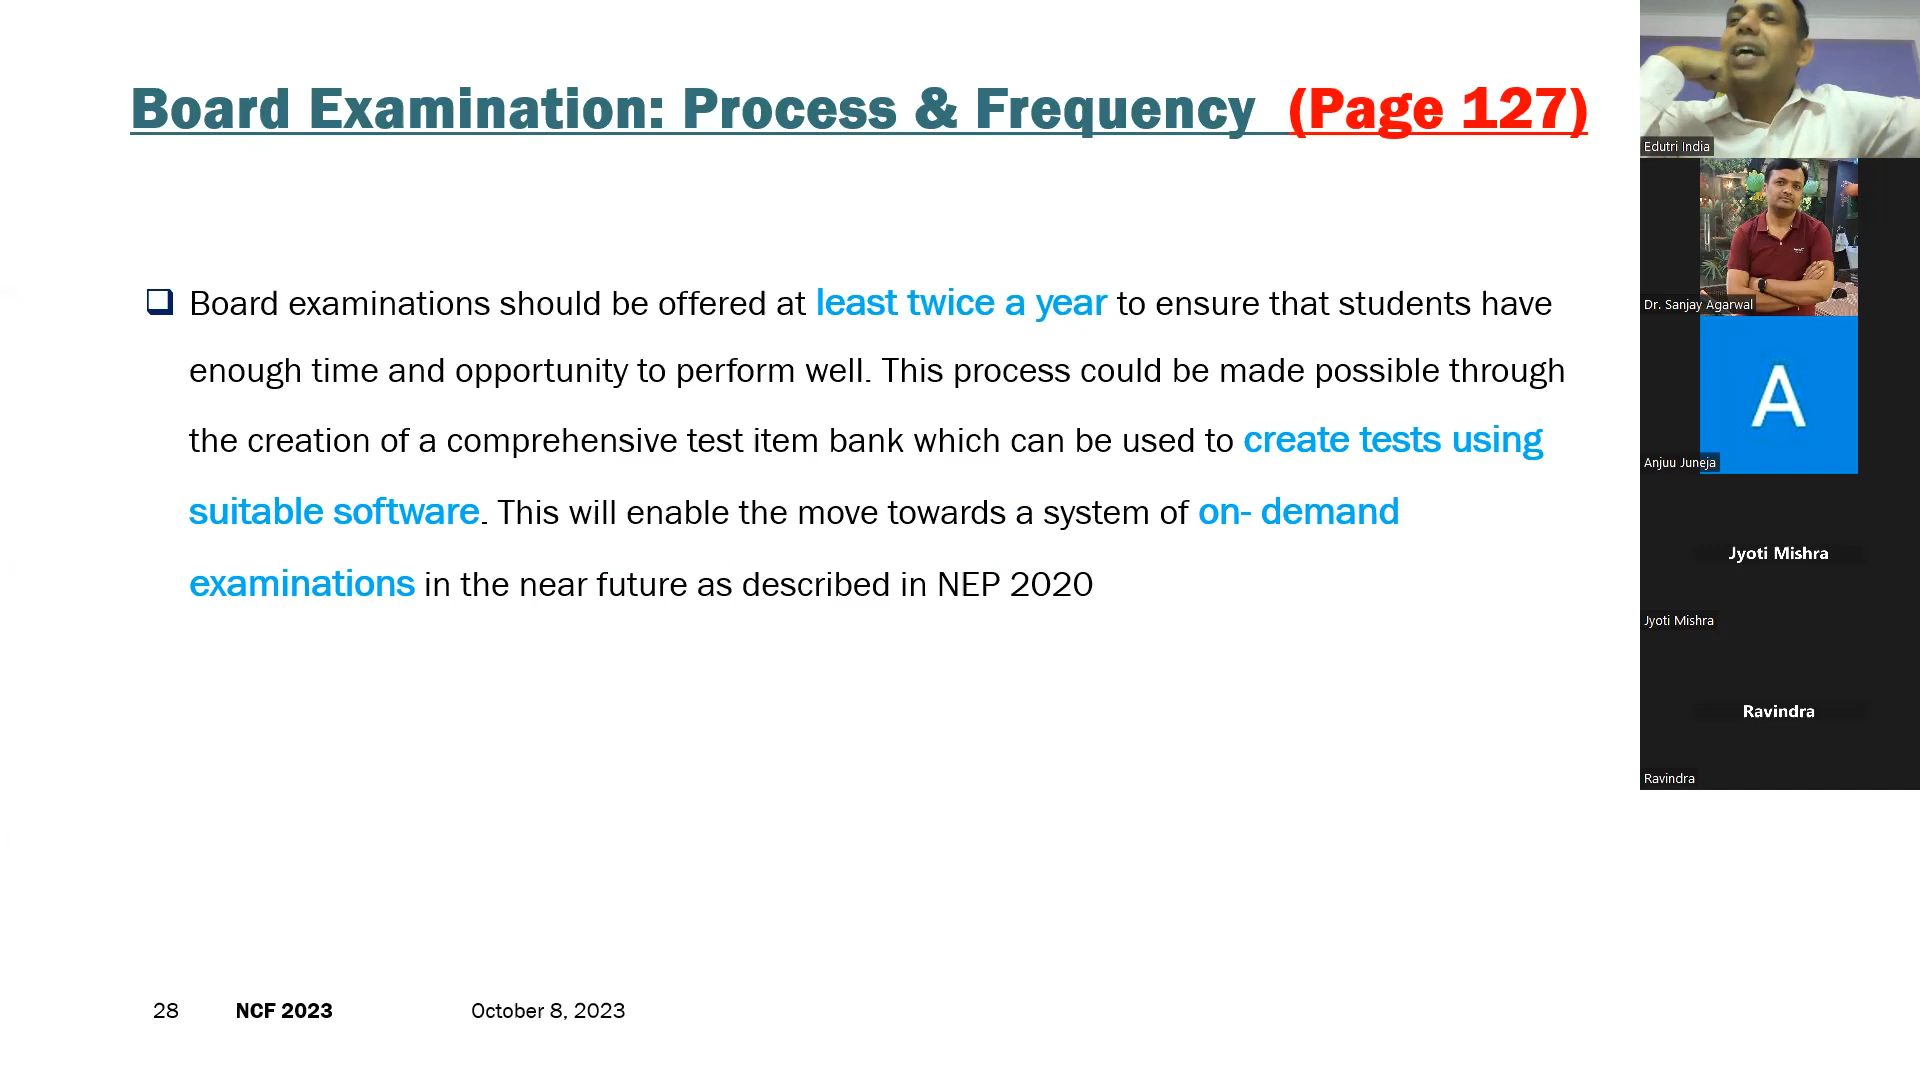 Board Examination: Process & Frequency (Page 127)
❑ Board examinations should be offered at least twice a year to ensure that students have
enough time and opportunity to perform well. This process could be made possible through
the creation of a comprehensive test item bank which can be used to create tests using
suitable software. This will enable the move towards a system of on- demand
examinations in the near future as described in NEP 2020
28 NCF 2023 October 8, 2023
Edutri India
Dr. Sanjay Agarwal
A
Anjuu Juneja
Jyoti Mishra
Jyoti Mishra
Ravindra
Ravindra